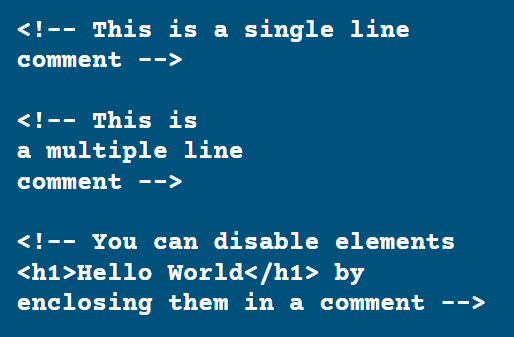 <!-- This is a single line
comment -->
<!-- This is
a multiple line
comment -->
<!-- You can disable elements
<h1>Hello World</h1> by
enclosing them in a comment -->